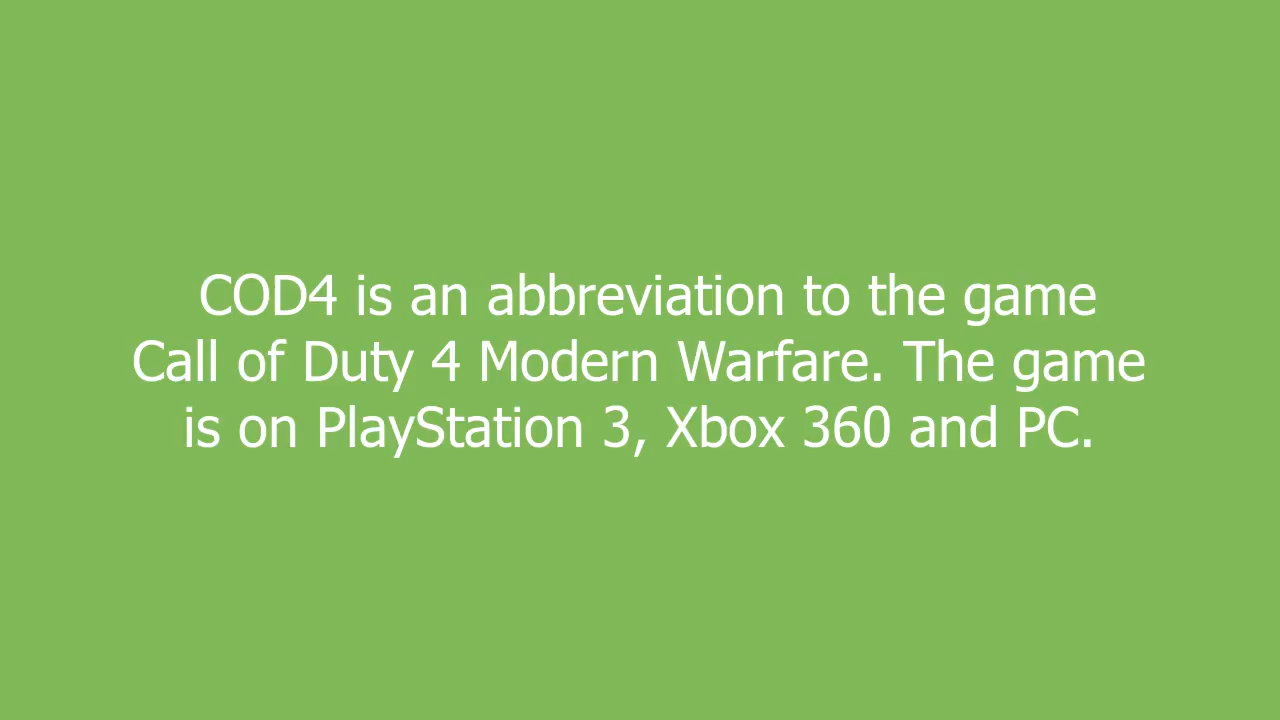 COD4 is an abbreviation to the game
Call of Duty 4 Modern Warfare. The game
is on PlayStation 3, Xbox 360 and PC.